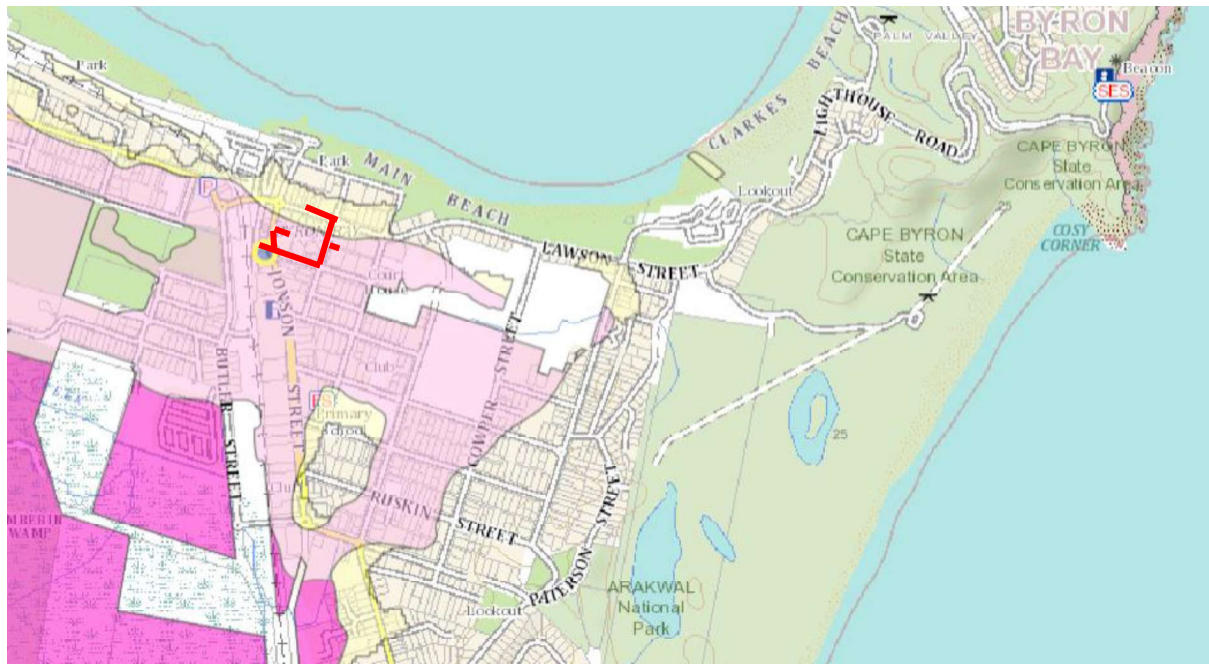 BYRON
BAY
PALM VALLEY
Beacon
SES
Park
CLARKES BEACH
LIGHTHOUSE ROAD
CAPE BYRON
State
Conservation Area
Park
MAIN BEACH
Lookout
25
COSY
CORNER
P
LAWSON STREET
CAPE BYRON
State
Conservation Area
Court
JONSON STREET
BUTLER STREET
Club
COWPER STREET
FS
Primary
School
25
Club
RUSKIN STREET
PATERSON STREET
Lookout
ARAKWAL
National
Park